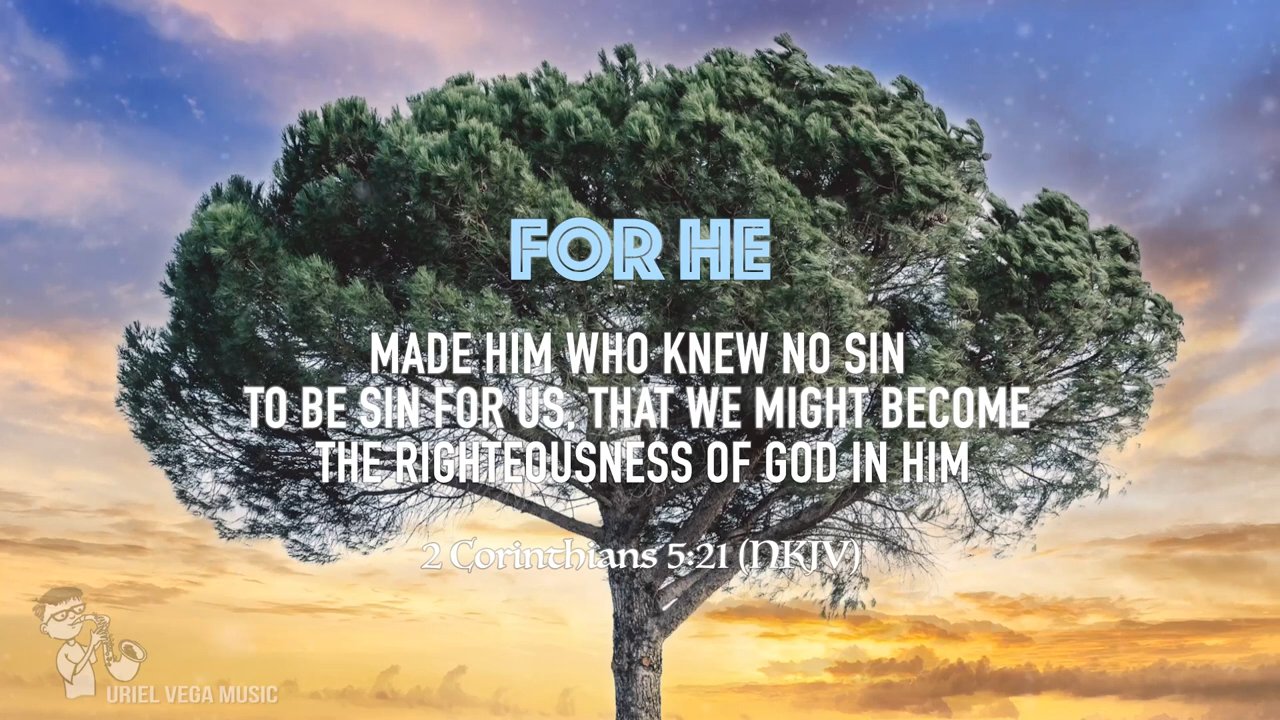 FOR HE
MADE HIM WHO KNEW NO SIN
TO BE SIN FOR US, THAT WE MIGHT BECOME
THE RIGHTEOUSNESS OF GOD IN HIM
2 Corinthians 5:21 (NKJV)
URIEL VEGA MUSIC